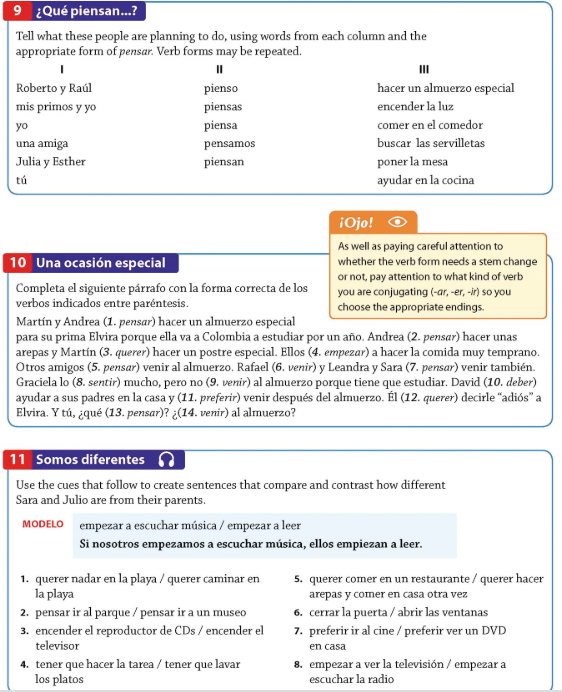 9 ¿Qué piensan...?
Tell what these people are planning to do, using words from each column and the
appropriate form of pensar. Verb forms may be repeated.
I II III
Roberto y Raúl pienso hacer un almuerzo especial
mis primos y yo piensas encender la luz
yo piensa comer en el comedor
una amiga pensamos buscar las servilletas
Julia y Esther piensan poner la mesa
tú ayudar en la cocina
¡Ojo!
As well as paying careful attention to
whether the verb form needs a stem change
or not, pay attention to what kind of verb
you are conjugating (-ar, -er, -ir) so you
choose the appropriate endings.
10 Una ocasión especial
Completa el siguiente párrafo con la forma correcta de los
verbos indicados entre paréntesis.
Martín y Andrea (1. pensar) hacer un almuerzo especial
para su prima Elvira porque ella va a Colombia a estudiar por un año. Andrea (2. pensar) hacer unas
arepas y Martín (3. querer) hacer un postre especial. Ellos (4. empezar) a hacer la comida muy temprano.
Otros amigos (5. pensar) venir al almuerzo. Rafael (6. venir) y Leandra y Sara (7. pensar) venir también.
Graciela lo (8. sentir) mucho, pero no (9. venir) al almuerzo porque tiene que estudiar. David (10. deber)
ayudar a sus padres en la casa y (11. preferir) venir después del almuerzo. Él (12. querer) decirle “adiós” a
Elvira. Y tú, ¿qué (13. pensar)? ¿(14. venir) al almuerzo?
11 Somos diferentes
Use the cues that follow to create sentences that compare and contrast how different
Sara and Julio are from their parents.
MODELO empezar a escuchar música / empezar a leer
Si nosotros empezamos a escuchar música, ellos empiezan a leer.
1. querer nadar en la playa / querer caminar en
la playa
2. pensar ir al parque / pensar ir a un museo
3. encender el reproductor de CDs / encender el
televisor
4. tener que hacer la tarea / tener que lavar
los platos
5. querer comer en un restaurante / querer hacer
arepas y comer en casa otra vez
6. cerrar la puerta / abrir las ventanas
7. preferir ir al cine / preferir ver un DVD
en casa
8. empezar a ver la televisión / empezar a
escuchar la radio